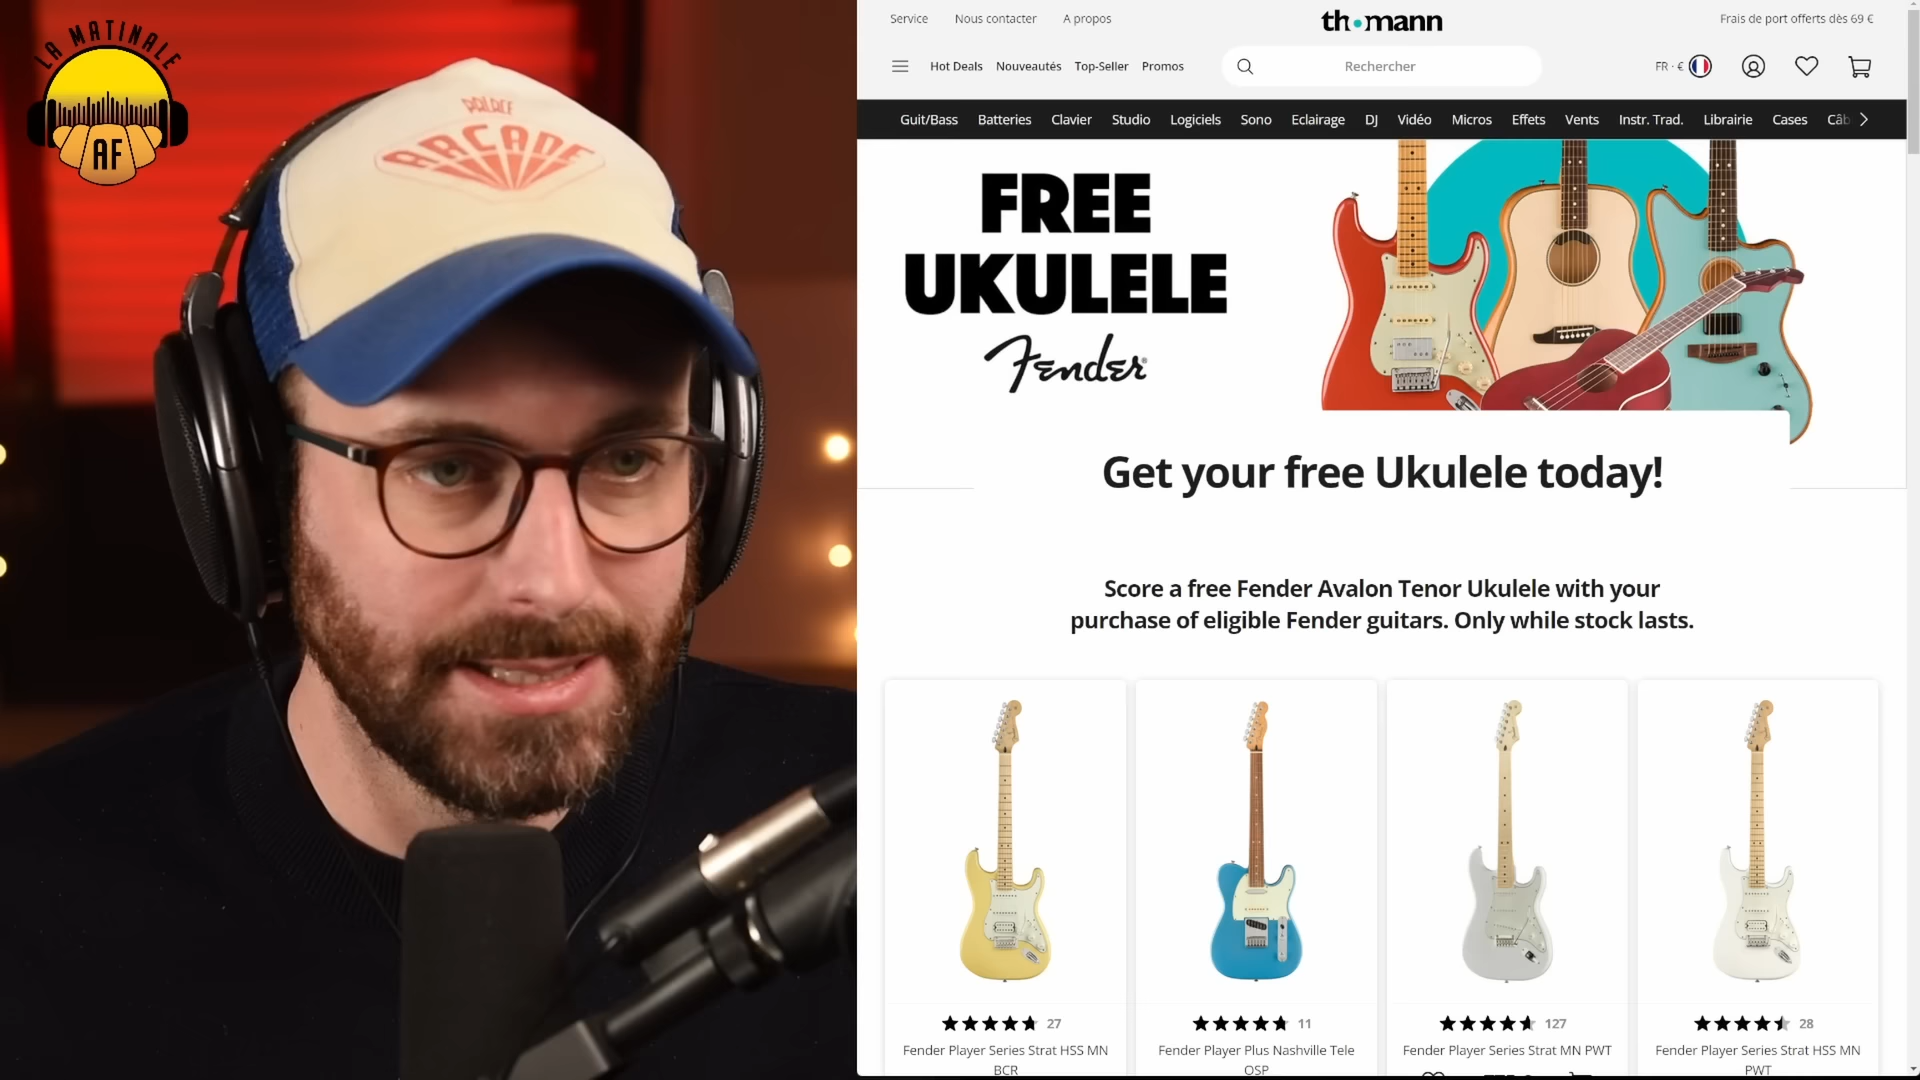 LA MATINALE
AF
PALACE
ARCADE
Service Nous contacter A propos
th•mann
Frais de port offerts dès 69 €
Hot Deals Nouveautés Top-Seller Promos
Rechercher
FR · €
Guit/Bass Batteries Clavier Studio Logiciels Sono Eclairage DJ Vidéo Micros Effets Vents Instr. Trad. Librairie Cases Câb
FREE
UKULELE
Fender
Get your free Ukulele today!
Score a free Fender Avalon Tenor Ukulele with your
purchase of eligible Fender guitars. Only while stock lasts.
27
Fender Player Series Strat HSS MN
BCR
11
Fender Player Plus Nashville Tele
OSP
127
Fender Player Series Strat MN PWT
28
Fender Player Series Strat HSS MN
PWT